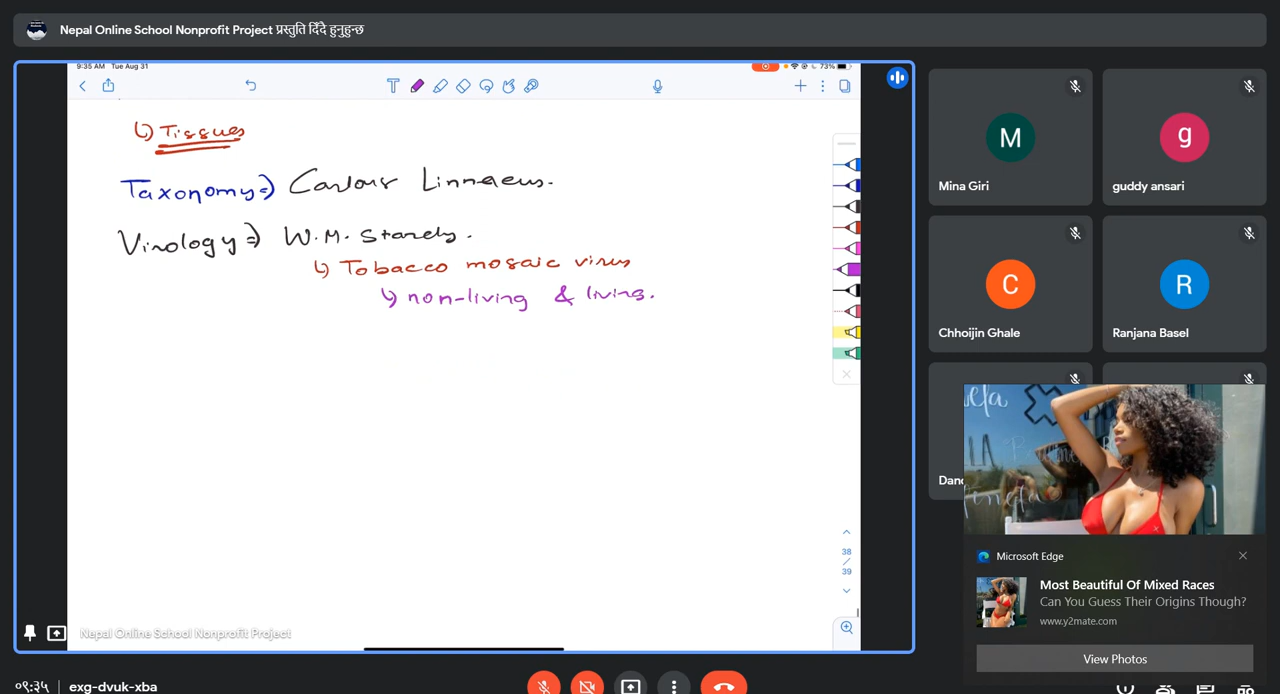 Nepal Online School Nonprofit Project प्रस्तुति दिँदै हुनुहुन्छ
9:35 AM Tue Aug 31
73%
Tissues
Taxonomy ⇒ Carlous Linnaeus.
Virology ⇒ W.M. Stanely.
Tobacco mosaic virus
non-living & living.
38
39
Nepal Online School Nonprofit Project
M
Mina Giri
g
guddy ansari
C
Chhoijin Ghale
R
Ranjana Basel
Microsoft Edge
Most Beautiful Of Mixed Races
Can You Guess Their Origins Though?
www.y2mate.com
View Photos
०९:३५ | exg-dvuk-xba